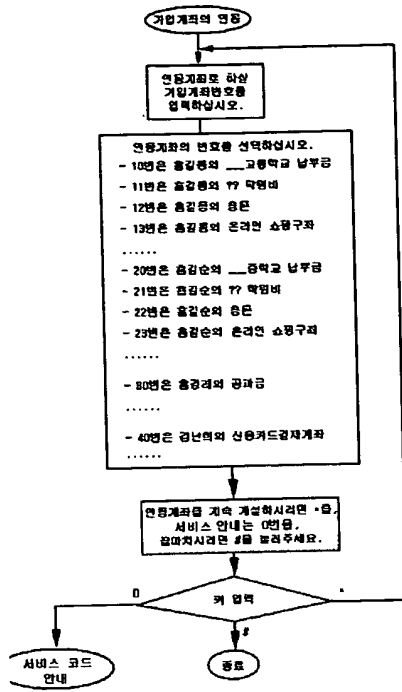 가입계좌의 연동
연동계좌로 하실
가입계좌번호를
입력하십시오.
연동계좌의 번호를 선택하십시오.
- 10번은 홍길동의 ___고등학교 납부금
- 11번은 홍길동의 ?? 학원비
- 12번은 홍길동의 용돈
- 13번은 홍길동의 온라인 쇼핑구좌
......
- 20번은 홍길순의 ___중학교 납부금
- 21번은 홍길순의 ?? 학원비
- 22번은 홍길순의 용돈
- 23번은 홍길순의 온라인 쇼핑구좌
......
- 80번은 홍경래의 공과금
......
- 40번은 김난희의 신용카드결재계좌
......
연동계좌를 계속 개설하시려면 *를,
서비스 안내는 0번을,
끝마치시려면 #을 눌러주세요.
키 입력
0
*
#
서비스 코드
안내
종료